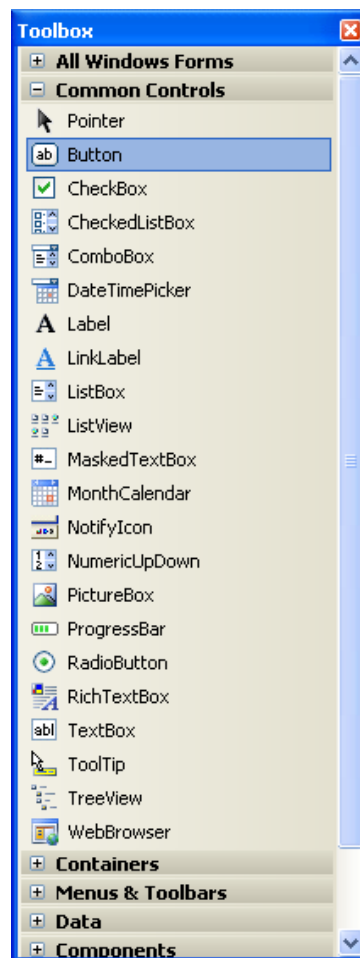 Toolbox
All Windows Forms
Common Controls
Pointer
Button
CheckBox
CheckedListBox
ComboBox
DateTimePicker
Label
LinkLabel
ListBox
ListView
MaskedTextBox
MonthCalendar
NotifyIcon
NumericUpDown
PictureBox
ProgressBar
RadioButton
RichTextBox
TextBox
ToolTip
TreeView
WebBrowser
Containers
Menus & Toolbars
Data
Components